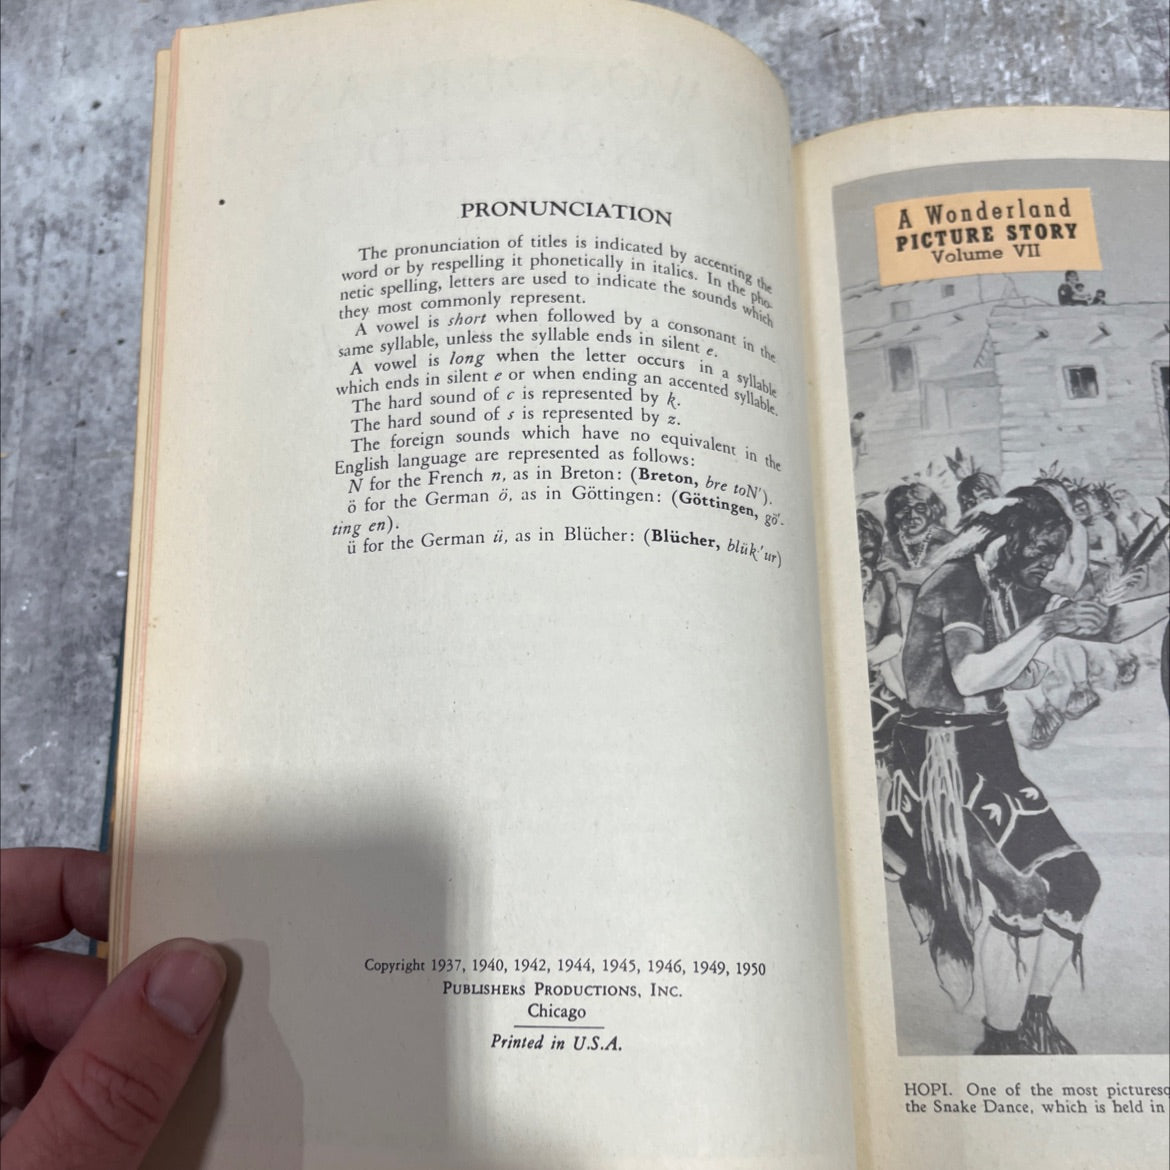 PRONUNCIATION
The pronunciation of titles is indicated by accenting the
word or by respelling it phonetically in italics. In the pho-
netic spelling, letters are used to indicate the sounds which
they most commonly represent.
A vowel is short when followed by a consonant in the
same syllable, unless the syllable ends in silent e.
A vowel is long when the letter occurs in a syllable
which ends in silent e or when ending an accented syllable.
The hard sound of c is represented by k.
The hard sound of s is represented by z.
The foreign sounds which have no equivalent in the
English language are represented as follows:
N for the French n, as in Breton: (Breton, bre toN').
ö for the German ö, as in Göttingen: (Göttingen, gö'-
ting en).
ü for the German ü, as in Blücher: (Blücher, blük'ur)
Copyright 1937, 1940, 1942, 1944, 1945, 1946, 1949, 1950
PUBLISHERS PRODUCTIONS, INC.
Chicago
Printed in U.S.A.
A Wonderland
PICTURE STORY
Volume VII
HOPI. One of the most
the Snake Dance, which is held in